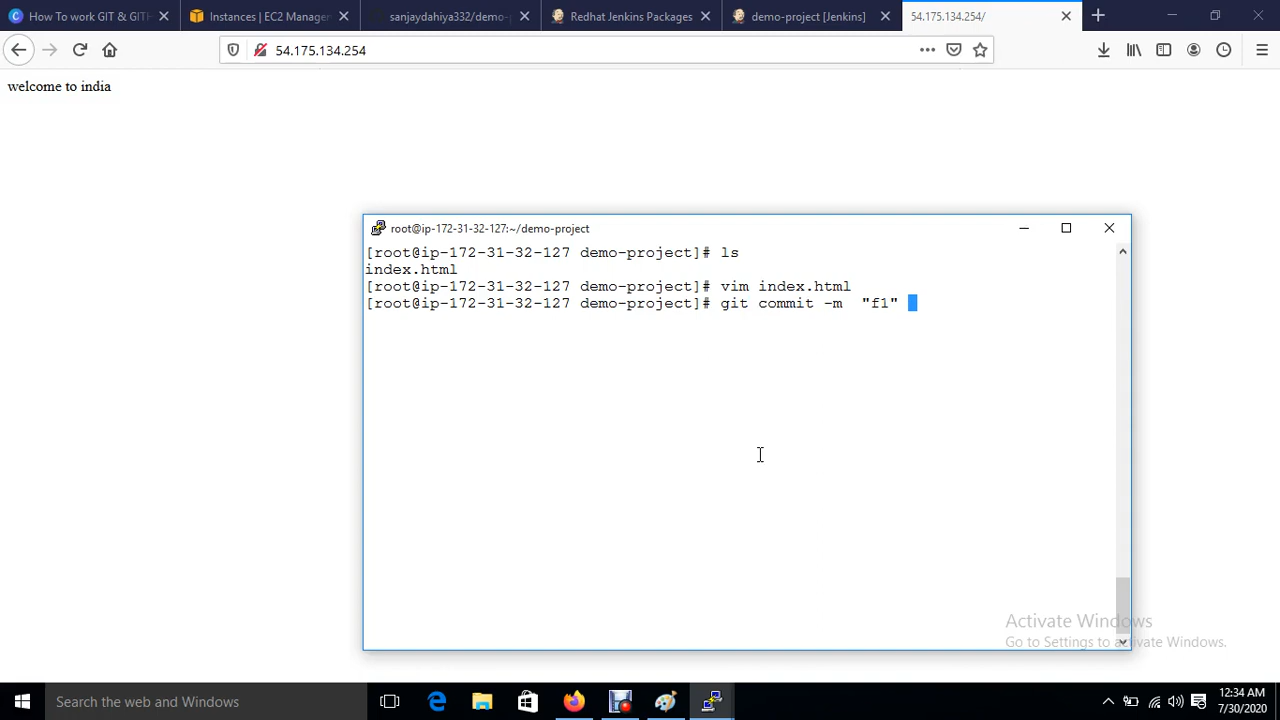 How To work GIT & GITH
Instances | EC2 Manager
sanjaydahiya332/demo-p
Redhat Jenkins Packages
demo-project [Jenkins]
54.175.134.254/
54.175.134.254
welcome to india
root@ip-172-31-32-127:~/demo-project
[root@ip-172-31-32-127 demo-project]# ls
index.html
[root@ip-172-31-32-127 demo-project]# vim index.html
[root@ip-172-31-32-127 demo-project]# git commit -m  "f1"
Activate Windows
Go to Settings to activate Windows.
Search the web and Windows
12:34 AM
7/30/2020